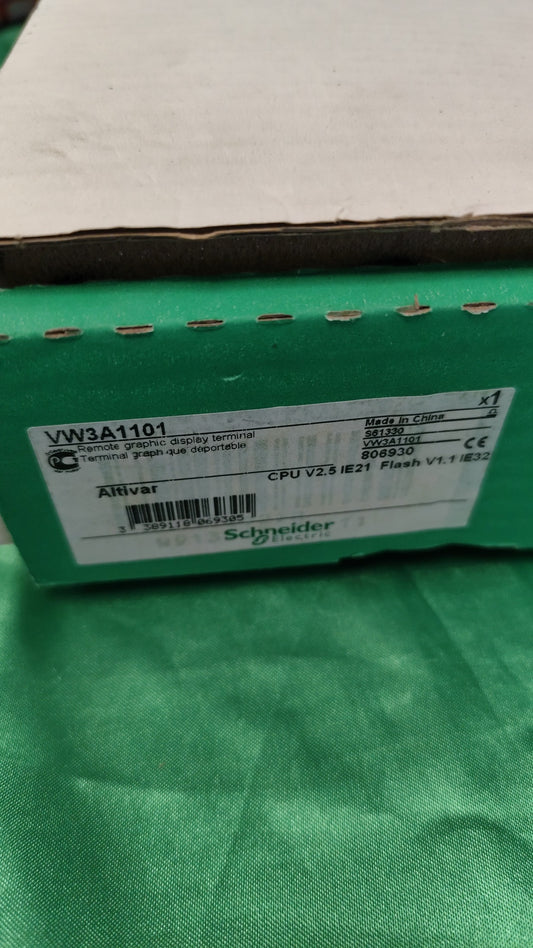 VW3A1101
Remote graphic display terminal
Terminal graphique déportable
x1
Made in China
S61330
VW3A1101
806930
CE
CPU V2.5 IE21 Flash V1.1 IE32
Altivar
3 389118 069305
Schneider
Electric